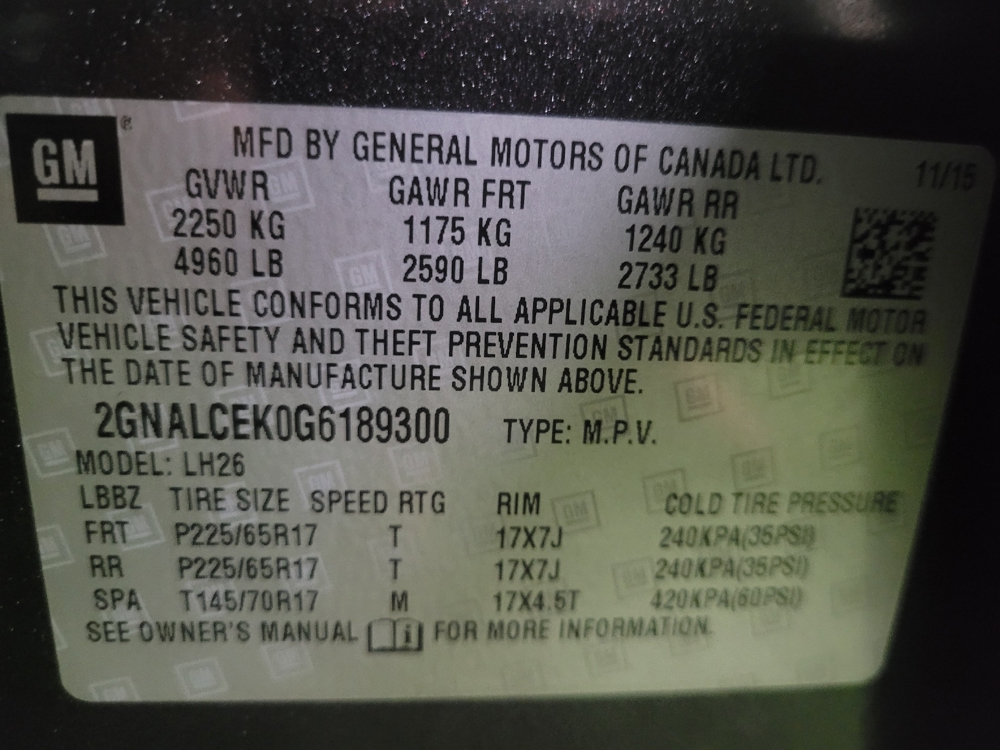 GM ®
MFD BY GENERAL MOTORS OF CANADA LTD. 11/15
GVWR GAWR FRT GAWR RR
2250 KG 1175 KG 1240 KG
4960 LB 2590 LB 2733 LB
THIS VEHICLE CONFORMS TO ALL APPLICABLE U.S. FEDERAL MOTOR
VEHICLE SAFETY AND THEFT PREVENTION STANDARDS IN EFFECT ON
THE DATE OF MANUFACTURE SHOWN ABOVE.
2GNALCEK0G6189300 TYPE: M.P.V.
MODEL: LH26
LBBZ TIRE SIZE SPEED RTG RIM COLD TIRE PRESSURE
FRT P225/65R17 T 17X7J 240KPA(35PSI)
RR P225/65R17 T 17X7J 240KPA(35PSI)
SPA T145/70R17 M 17X4.5T 420KPA(60PSI)
SEE OWNER'S MANUAL FOR MORE INFORMATION.